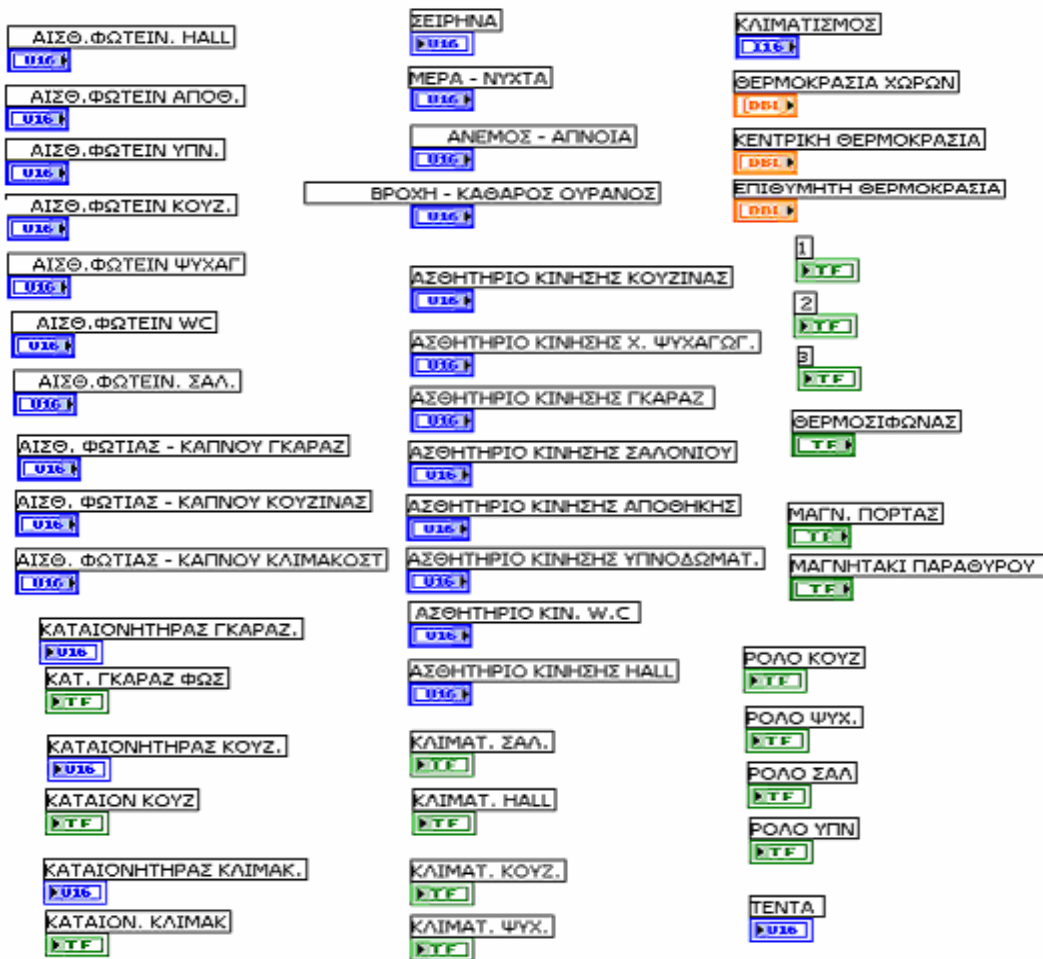 ΑΙΣΘ.ΦΩΤΕΙΝ. HALL
U16
ΑΙΣΘ.ΦΩΤΕΙΝ ΑΠΟΘ.
U16
ΑΙΣΘ.ΦΩΤΕΙΝ ΥΠΝ.
U16
ΑΙΣΘ.ΦΩΤΕΙΝ ΚΟΥΖ.
U16
ΑΙΣΘ.ΦΩΤΕΙΝ ΨΥΧΑΓ
U16
ΑΙΣΘ.ΦΩΤΕΙΝ WC
U16
ΑΙΣΘ.ΦΩΤΕΙΝ. ΣΑΛ.
U16
ΑΙΣΘ. ΦΩΤΙΑΣ - ΚΑΠΝΟΥ ΓΚΑΡΑΖ
U16
ΑΙΣΘ. ΦΩΤΙΑΣ - ΚΑΠΝΟΥ ΚΟΥΖΙΝΑΣ
U16
ΑΙΣΘ. ΦΩΤΙΑΣ - ΚΑΠΝΟΥ ΚΛΙΜΑΚΟΣΤ
U16
ΚΑΤΑΙΟΝΗΤΗΡΑΣ ΓΚΑΡΑΖ.
U16
ΚΑΤ. ΓΚΑΡΑΖ ΦΩΣ
TF
ΚΑΤΑΙΟΝΗΤΗΡΑΣ ΚΟΥΖ.
U16
ΚΑΤΑΙΟΝ ΚΟΥΖ
TF
ΚΑΤΑΙΟΝΗΤΗΡΑΣ ΚΛΙΜΑΚ.
U16
ΚΑΤΑΙΟΝ. ΚΛΙΜΑΚ
TF
ΣΕΙΡΗΝΑ
U16
ΜΕΡΑ - ΝΥΧΤΑ
U16
ΑΝΕΜΟΣ - ΑΠΝΟΙΑ
U16
ΒΡΟΧΗ - ΚΑΘΑΡΟΣ ΟΥΡΑΝΟΣ
U16
ΑΣΘΗΤΗΡΙΟ ΚΙΝΗΣΗΣ ΚΟΥΖΙΝΑΣ
U16
ΑΣΘΗΤΗΡΙΟ ΚΙΝΗΣΗΣ Χ. ΨΥΧΑΓΩΓ.
U16
ΑΣΘΗΤΗΡΙΟ ΚΙΝΗΣΗΣ ΓΚΑΡΑΖ
U16
ΑΣΘΗΤΗΡΙΟ ΚΙΝΗΣΗΣ ΣΑΛΟΝΙΟΥ
U16
ΑΣΘΗΤΗΡΙΟ ΚΙΝΗΣΗΣ ΑΠΟΘΗΚΗΣ
U16
ΑΣΘΗΤΗΡΙΟ ΚΙΝΗΣΗΣ ΥΠΝΟΔΩΜΑΤ.
U16
ΑΣΘΗΤΗΡΙΟ ΚΙΝ. W.C
U16
ΑΣΘΗΤΗΡΙΟ ΚΙΝΗΣΗΣ HALL
U16
ΚΛΙΜΑΤ. ΣΑΛ.
TF
ΚΛΙΜΑΤ. HALL
TF
ΚΛΙΜΑΤ. ΚΟΥΖ.
TF
ΚΛΙΜΑΤ. ΨΥΧ.
TF
ΚΛΙΜΑΤΙΣΜΟΣ
I16
ΘΕΡΜΟΚΡΑΣΙΑ ΧΩΡΩΝ
DBL
ΚΕΝΤΡΙΚΗ ΘΕΡΜΟΚΡΑΣΙΑ
DBL
ΕΠΙΘΥΜΗΤΗ ΘΕΡΜΟΚΡΑΣΙΑ
DBL
1
TF
2
TF
3
TF
ΘΕΡΜΟΣΙΦΩΝΑΣ
TF
ΜΑΓΝ. ΠΟΡΤΑΣ
TF
ΜΑΓΝΗΤΑΚΙ ΠΑΡΑΘΥΡΟΥ
TF
ΡΟΛΟ ΚΟΥΖ
TF
ΡΟΛΟ ΨΥΧ.
TF
ΡΟΛΟ ΣΑΛ
TF
ΡΟΛΟ ΥΠΝ
TF
ΤΕΝΤΑ
U16